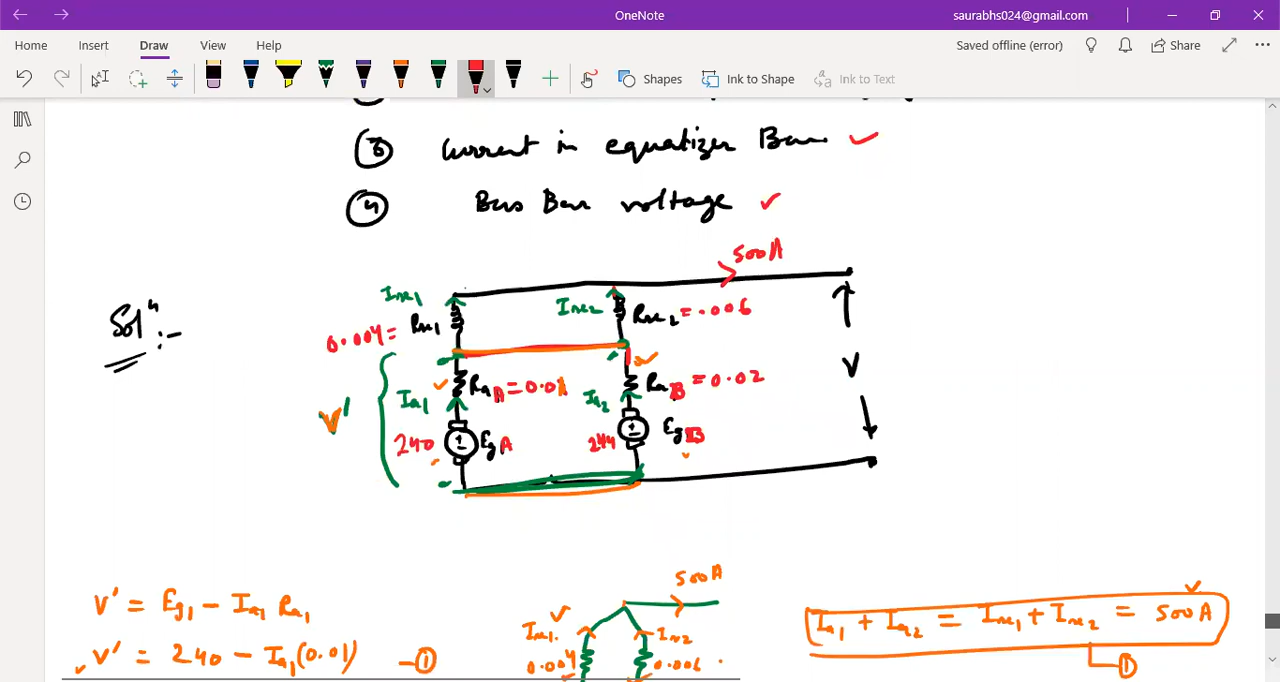 OneNote
saurabhs024@gmail.com
Home Insert Draw View Help
Saved offline (error)
Share
Shapes
Ink to Shape
Ink to Text
③ Current in equalizer Bar ✓
④ Bus Bar voltage ✓
500A
Solⁿ :-
Ise1
Ise2
0.004 = Rse1
Rse2 = .006
RaA = 0.01
RaB = 0.02
Ia1
Ia2
V'
V
240
EgA
244
EgB
500A
V' = Eg1 - Ia1 Ra1
Ise1
Ise2
Ia1 + Ia2 = Ise1 + Ise2 = 500A
V' = 240 - Ia1(0.01) —①
0.004
0.006
①